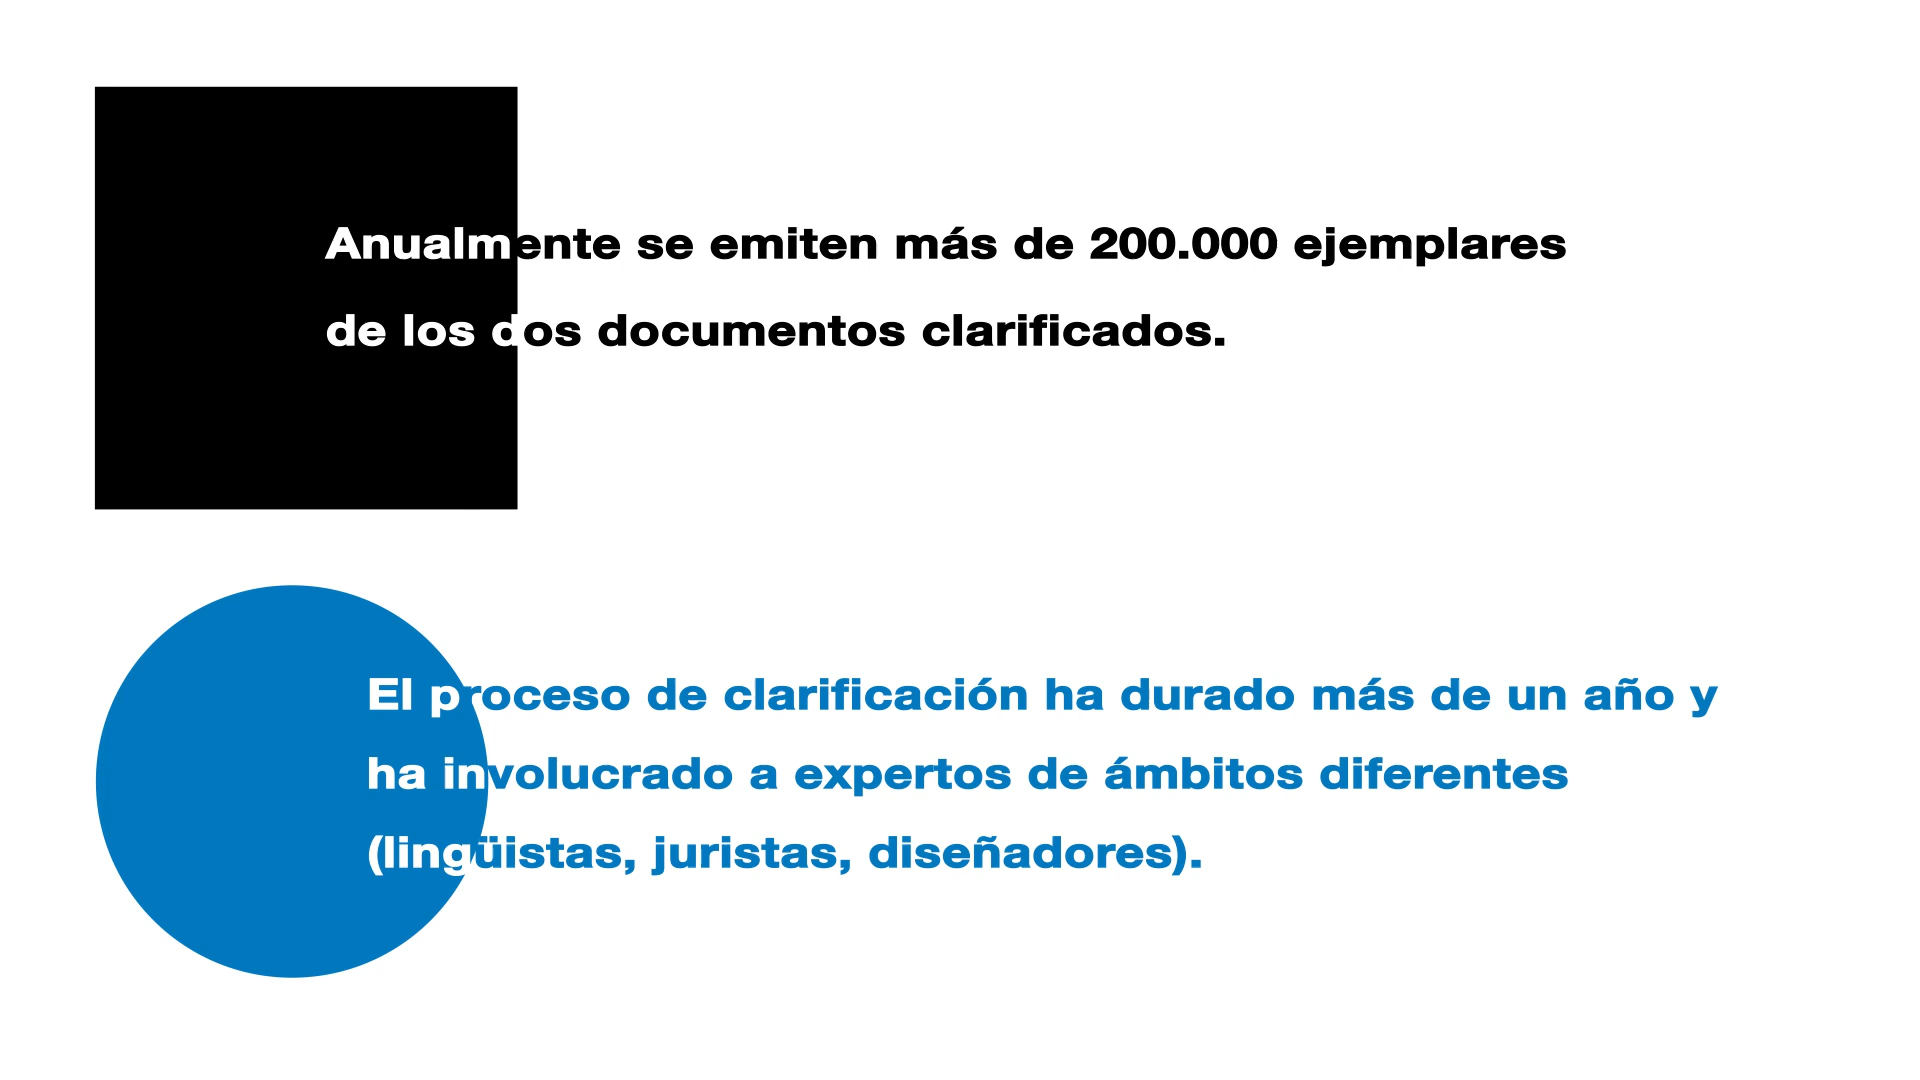 Anualmente se emiten más de 200.000 ejemplares
de los dos documentos clarificados.
El proceso de clarificación ha durado más de un año y
ha involucrado a expertos de ámbitos diferentes
(lingüistas, juristas, diseñadores).